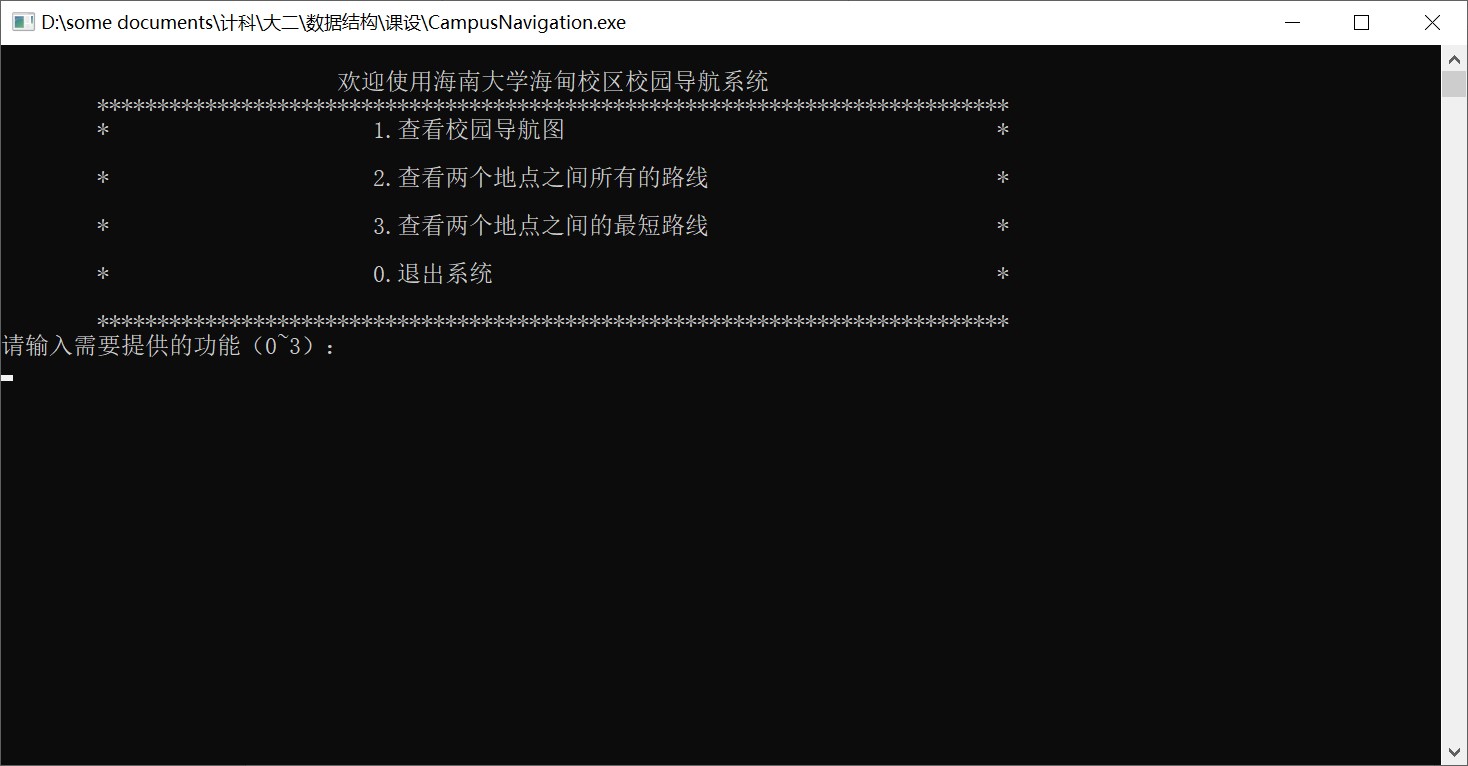 D:\some documents\计科\大二\数据结构\课设\CampusNavigation.exe
欢迎使用海南大学海甸校区校园导航系统
****************************************************************************
* 1.查看校园导航图 *
* 2.查看两个地点之间所有的路线 *
* 3.查看两个地点之间的最短路线 *
* 0.退出系统 *
****************************************************************************
请输入需要提供的功能（0~3）：